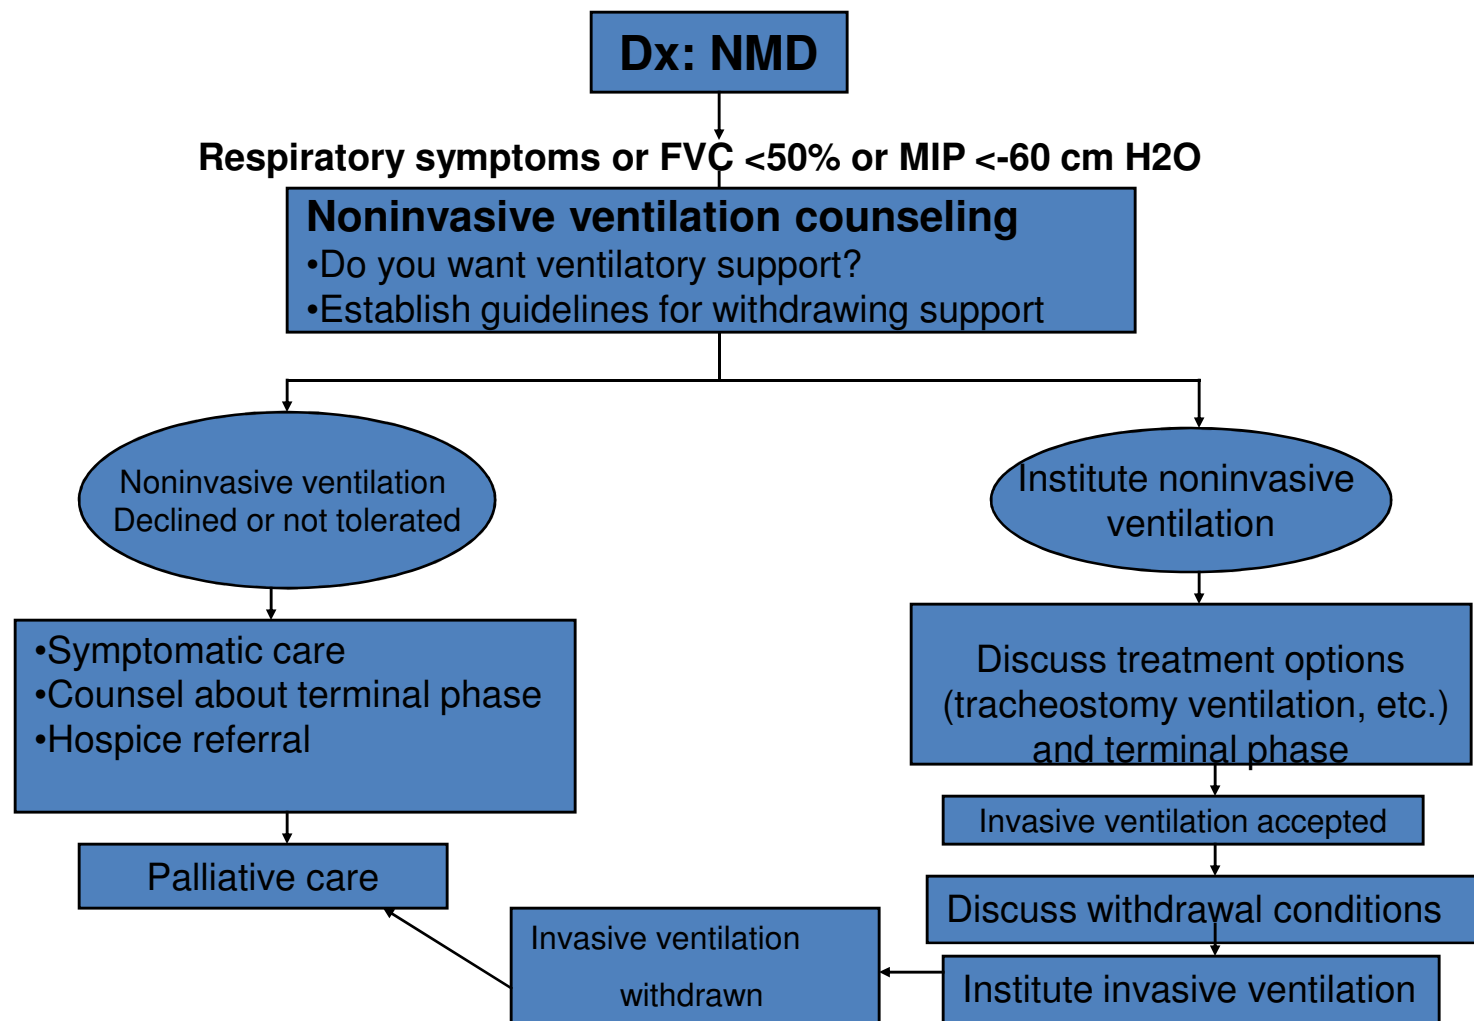 Dx: NMD
Respiratory symptoms or FVC <50% or MIP <-60 cm H2O
Noninvasive ventilation counseling
•Do you want ventilatory support?
•Establish guidelines for withdrawing support
Noninvasive ventilation
Declined or not tolerated
•Symptomatic care
•Counsel about terminal phase
•Hospice referral
Palliative care
Institute noninvasive
ventilation
Discuss treatment options
(tracheostomy ventilation, etc.)
and terminal phase
Invasive ventilation accepted
Discuss withdrawal conditions
Institute invasive ventilation
Invasive ventilation
withdrawn